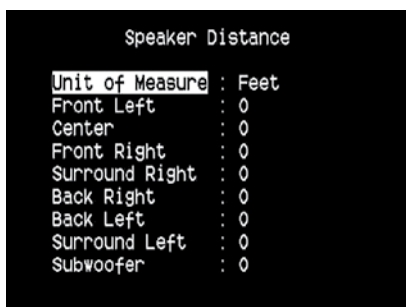 Speaker Distance
Unit of Measure : Feet
Front Left : 0
Center : 0
Front Right : 0
Surround Right : 0
Back Right : 0
Back Left : 0
Surround Left : 0
Subwoofer : 0